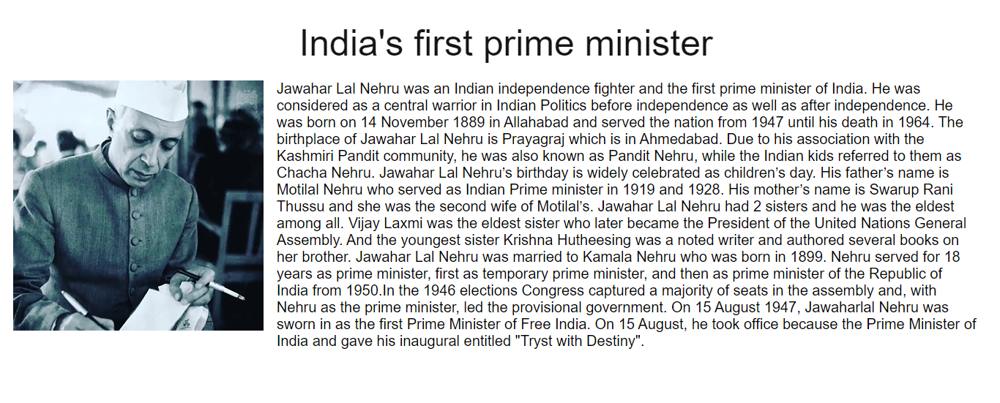 India's first prime minister
Jawahar Lal Nehru was an Indian independence fighter and the first prime minister of India. He was
considered as a central warrior in Indian Politics before independence as well as after independence. He
was born on 14 November 1889 in Allahabad and served the nation from 1947 until his death in 1964. The
birthplace of Jawahar Lal Nehru is Prayagraj which is in Ahmedabad. Due to his association with the
Kashmiri Pandit community, he was also known as Pandit Nehru, while the Indian kids referred to them as
Chacha Nehru. Jawahar Lal Nehru’s birthday is widely celebrated as children’s day. His father’s name is
Motilal Nehru who served as Indian Prime minister in 1919 and 1928. His mother’s name is Swarup Rani
Thussu and she was the second wife of Motilal’s. Jawahar Lal Nehru had 2 sisters and he was the eldest
among all. Vijay Laxmi was the eldest sister who later became the President of the United Nations General
Assembly. And the youngest sister Krishna Hutheesing was a noted writer and authored several books on
her brother. Jawahar Lal Nehru was married to Kamala Nehru who was born in 1899. Nehru served for 18
years as prime minister, first as temporary prime minister, and then as prime minister of the Republic of
India from 1950.In the 1946 elections Congress captured a majority of seats in the assembly and, with
Nehru as the prime minister, led the provisional government. On 15 August 1947, Jawaharlal Nehru was
sworn in as the first Prime Minister of Free India. On 15 August, he took office because the Prime Minister of
India and gave his inaugural entitled "Tryst with Destiny".